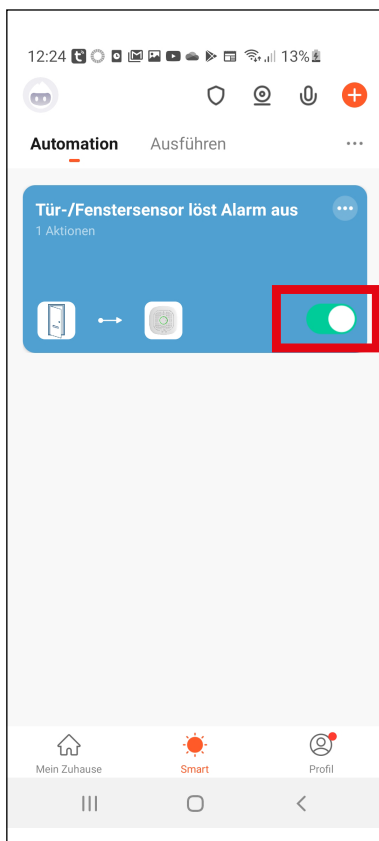 12:24 13%
Automation Ausführen
Tür-/Fenstersensor löst Alarm aus
1 Aktionen
Mein Zuhause Smart Profil